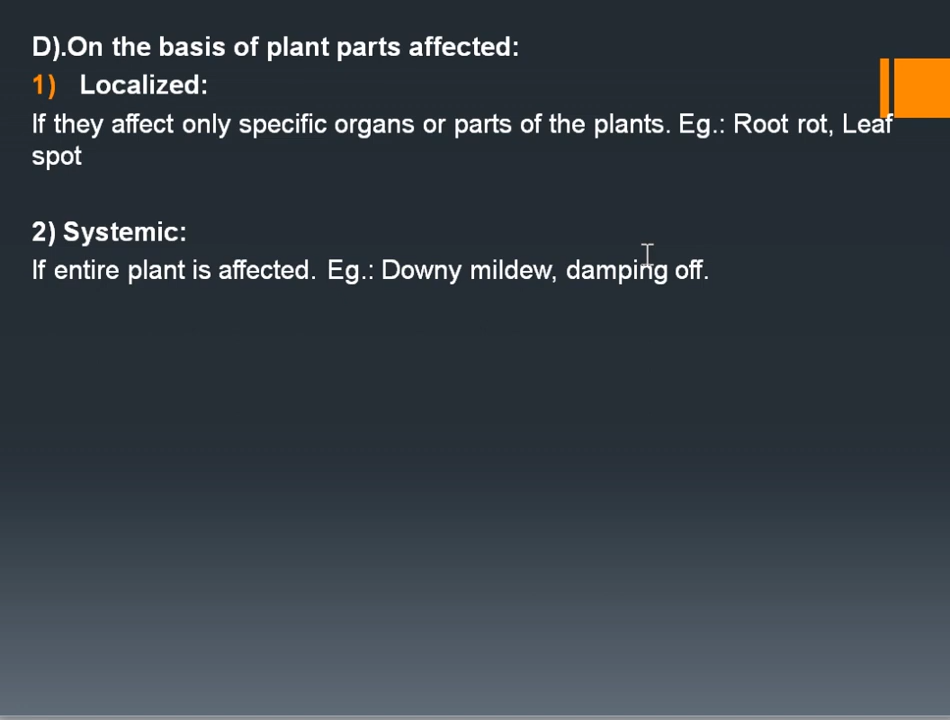 D).On the basis of plant parts affected:
1) Localized:
If they affect only specific organs or parts of the plants. Eg.: Root rot, Leaf
spot
2) Systemic:
If entire plant is affected. Eg.: Downy mildew, damping off.